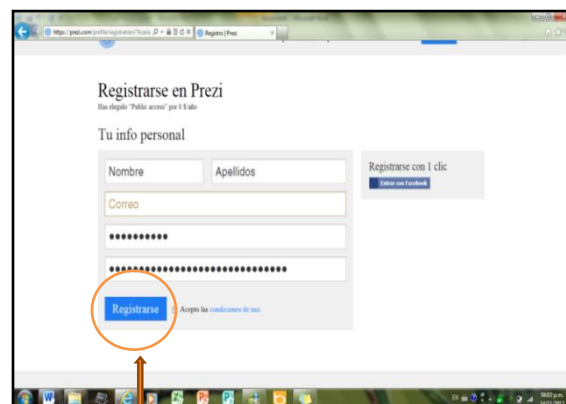 Registro | Prezi
Registrarse en Prezi
Has elegido "Public access" por 0 $/año
Tu info personal
Nombre
Apellidos
Correo
Registrarse
Acepto las condiciones de uso
Registrarse con 1 clic
Entrar con Facebook